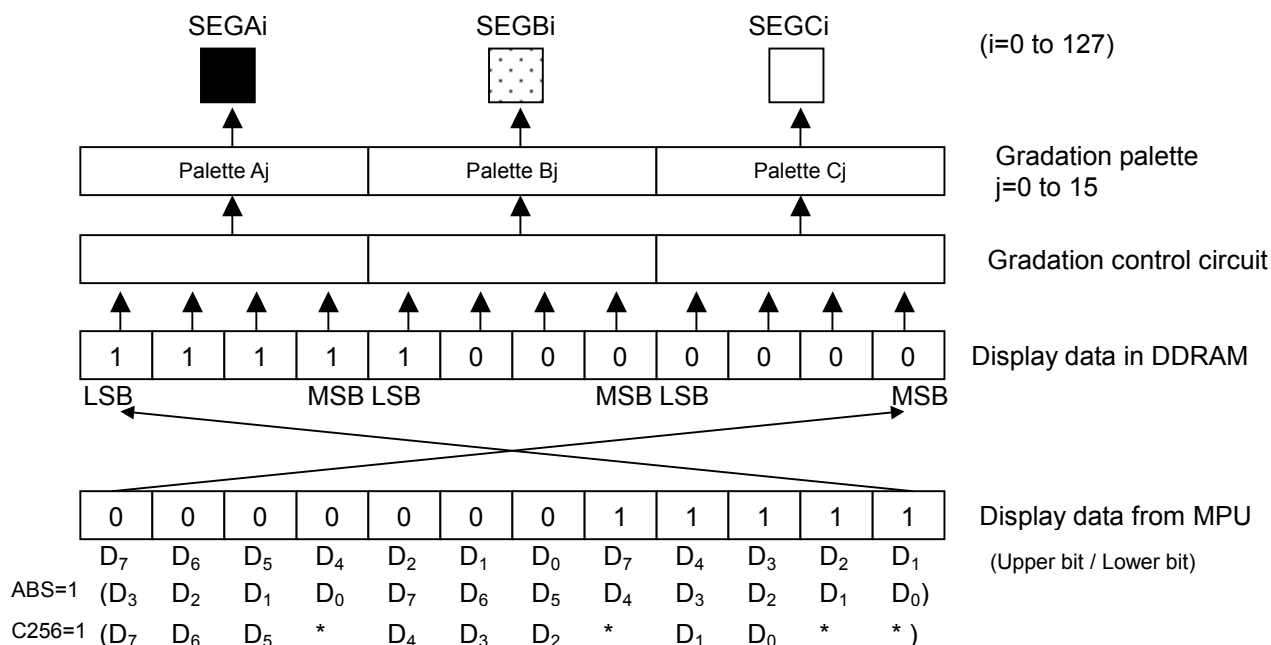 SEGAi SEGBi SEGCi (i=0 to 127)
Palette Aj Palette Bj Palette Cj Gradation palette
j=0 to 15
Gradation control circuit
1 1 1 1 1 0 0 0 0 0 0 0 Display data in DDRAM
LSB MSB LSB MSB LSB MSB
0 0 0 0 0 0 0 1 1 1 1 1 Display data from MPU
D7 D6 D5 D4 D2 D1 D0 D7 D4 D3 D2 D1 (Upper bit / Lower bit)
ABS=1 (D3 D2 D1 D0 D7 D6 D5 D4 D3 D2 D1 D0)
C256=1 (D7 D6 D5 * D4 D3 D2 * D1 D0 * * )